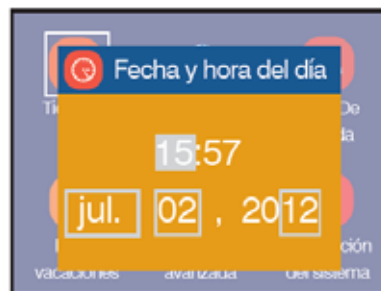 Fecha y hora del día
15:57
jul. 02 , 2012
vacaciones avanzada del sistema